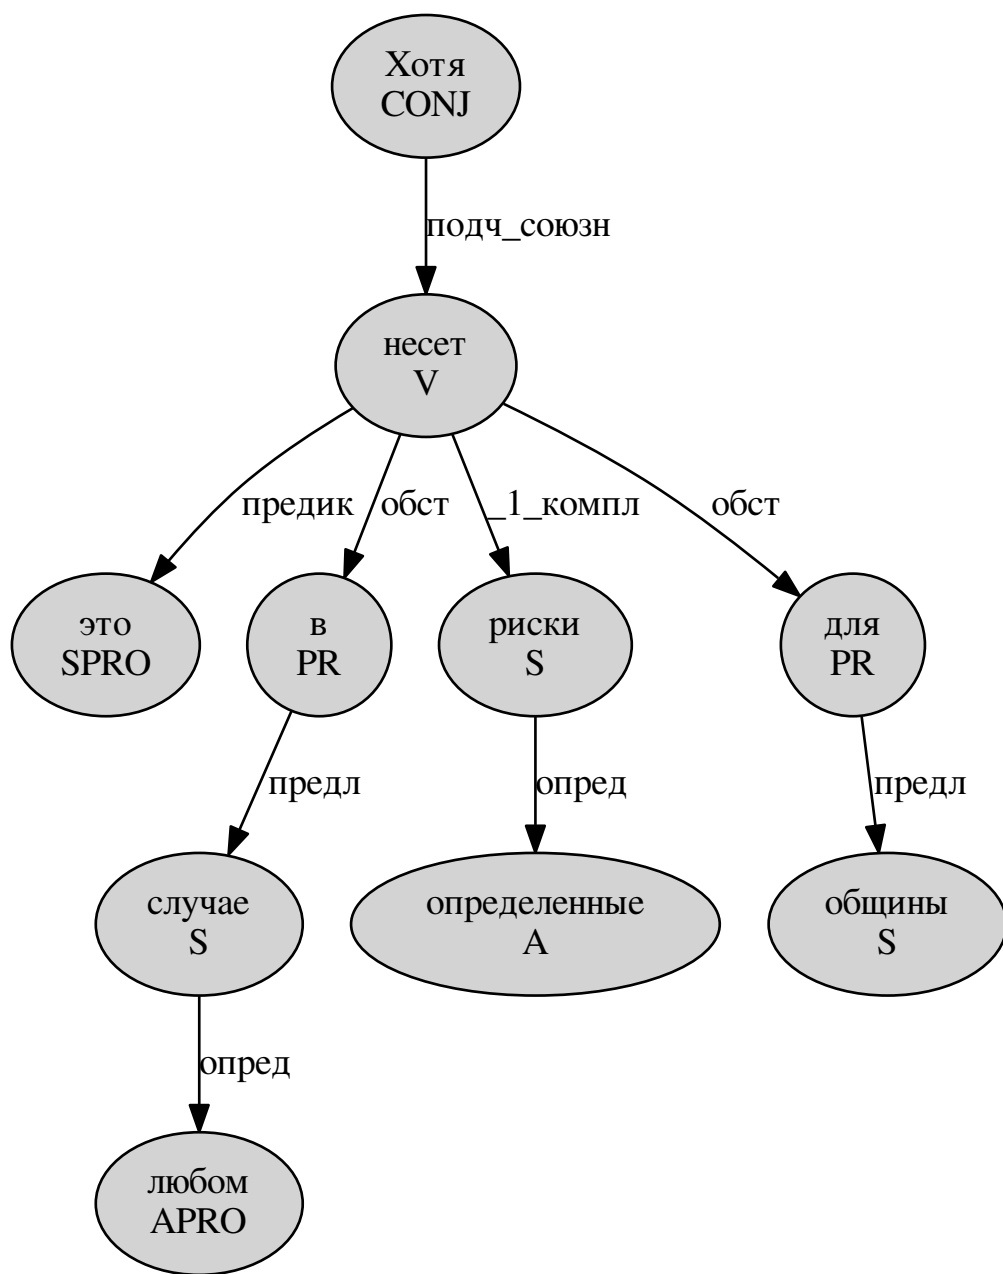 Хотя
CONJ
подч_союзн
несет
V
предик
обст
_1_компл
обст
это
SPRO
в
PR
риски
S
для
PR
предл
опред
предл
случае
S
определенные
A
общины
S
опред
любом
APRO